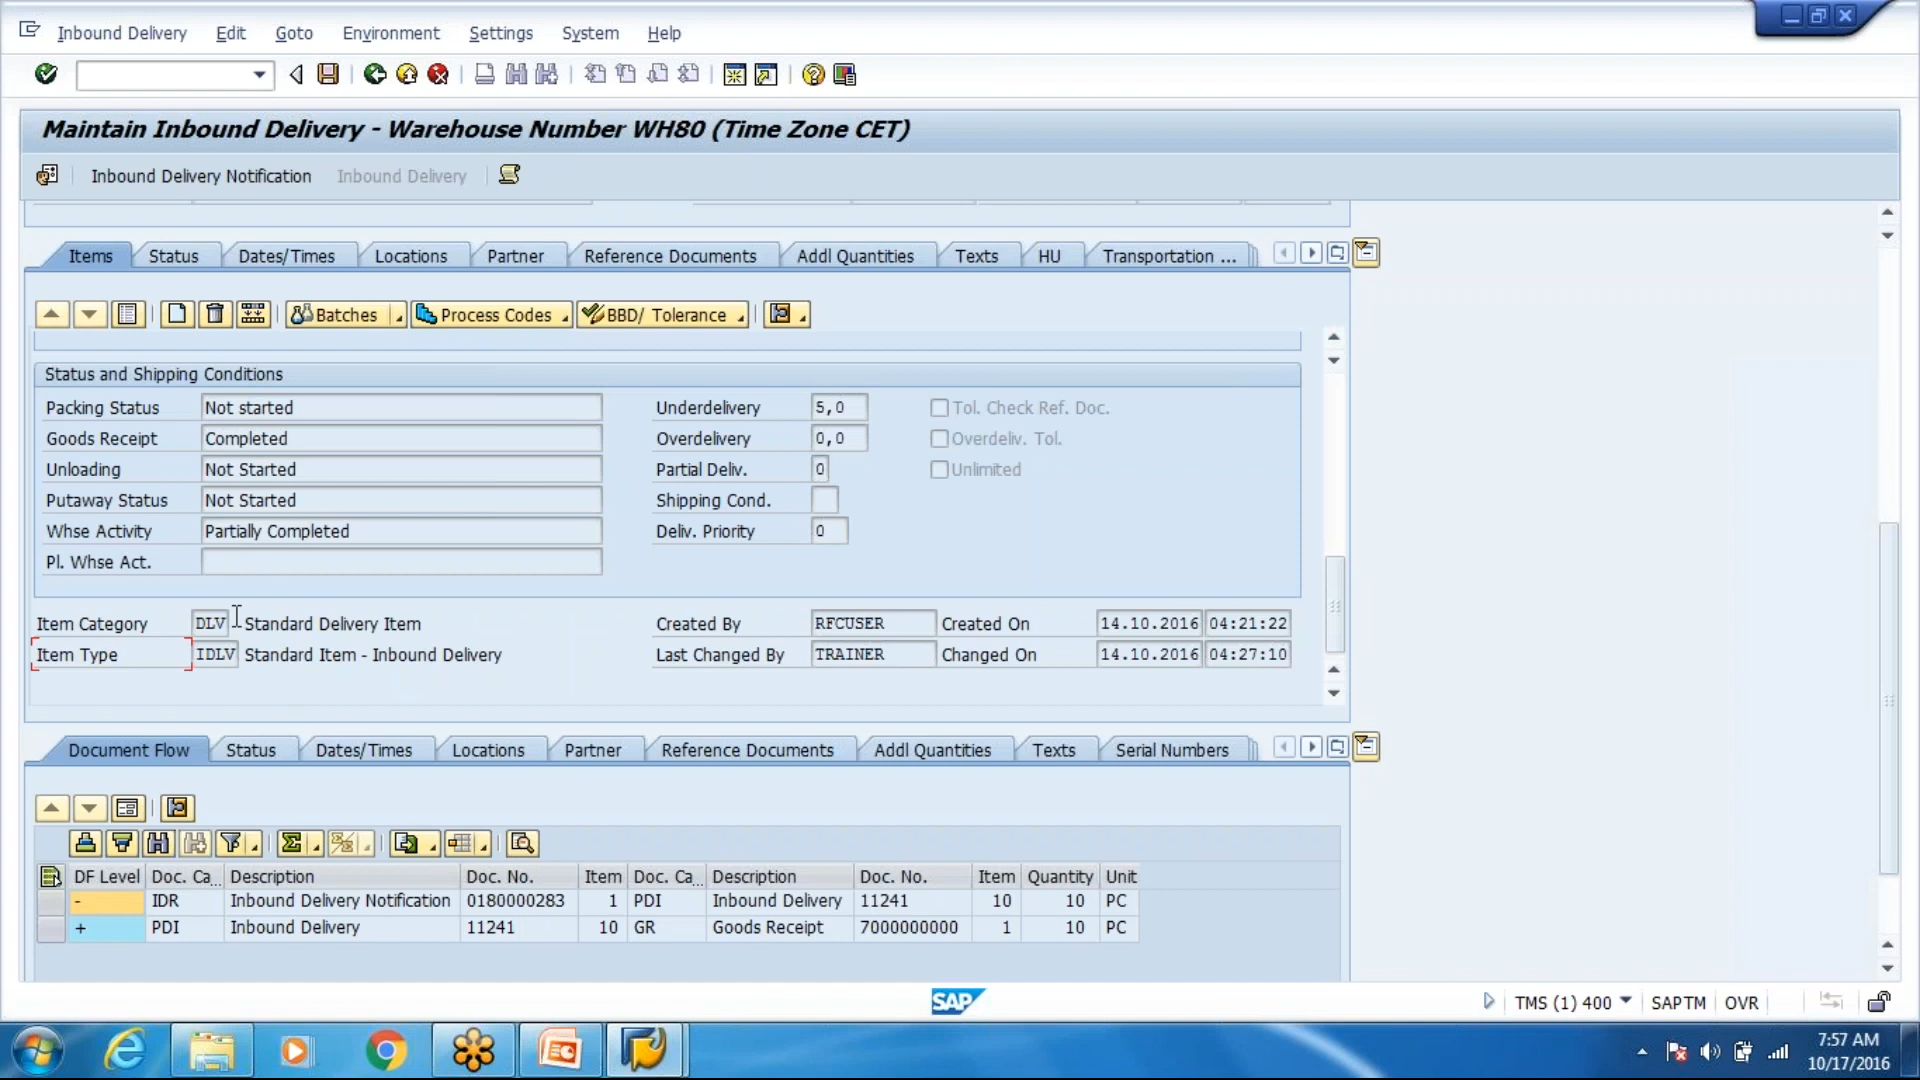 Inbound Delivery Edit Goto Environment Settings System Help
Maintain Inbound Delivery - Warehouse Number WH80 (Time Zone CET)
Inbound Delivery Notification Inbound Delivery
Items Status Dates/Times Locations Partner Reference Documents Addl Quantities Texts HU Transportation ...
Batches Process Codes BBD/ Tolerance
Status and Shipping Conditions
Packing Status Not started Underdelivery 5,0 Tol. Check Ref. Doc.
Goods Receipt Completed Overdelivery 0,0 Overdeliv. Tol.
Unloading Not Started Partial Deliv. 0 Unlimited
Putaway Status Not Started Shipping Cond.
Whse Activity Partially Completed Deliv. Priority 0
Pl. Whse Act.
Item Category DLV Standard Delivery Item Created By RFCUSER Created On 14.10.2016 04:21:22
Item Type IDLV Standard Item - Inbound Delivery Last Changed By TRAINER Changed On 14.10.2016 04:27:10
Document Flow Status Dates/Times Locations Partner Reference Documents Addl Quantities Texts Serial Numbers
DF Level Doc. Ca... Description Doc. No. Item Doc. Ca... Description Doc. No. Item Quantity Unit
- IDR Inbound Delivery Notification 0180000283 1 PDI Inbound Delivery 11241 10 10 PC
+ PDI Inbound Delivery 11241 10 GR Goods Receipt 7000000000 1 10 PC
SAP TMS (1) 400 SAPTM OVR
7:57 AM
10/17/2016